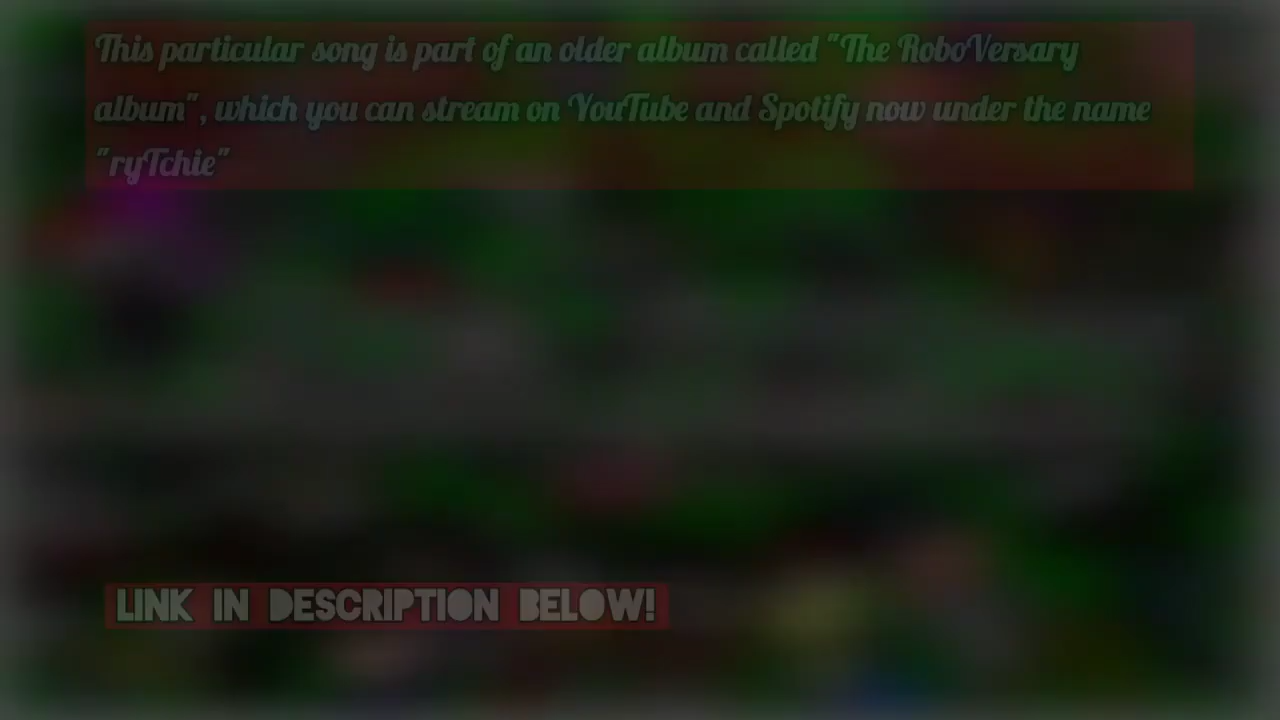 This particular song is part of an older album called "The RoboVersary
album", which you can stream on YouTube and Spotify now under the name
"ryTchie"
LINK IN DESCRIPTION BELOW!